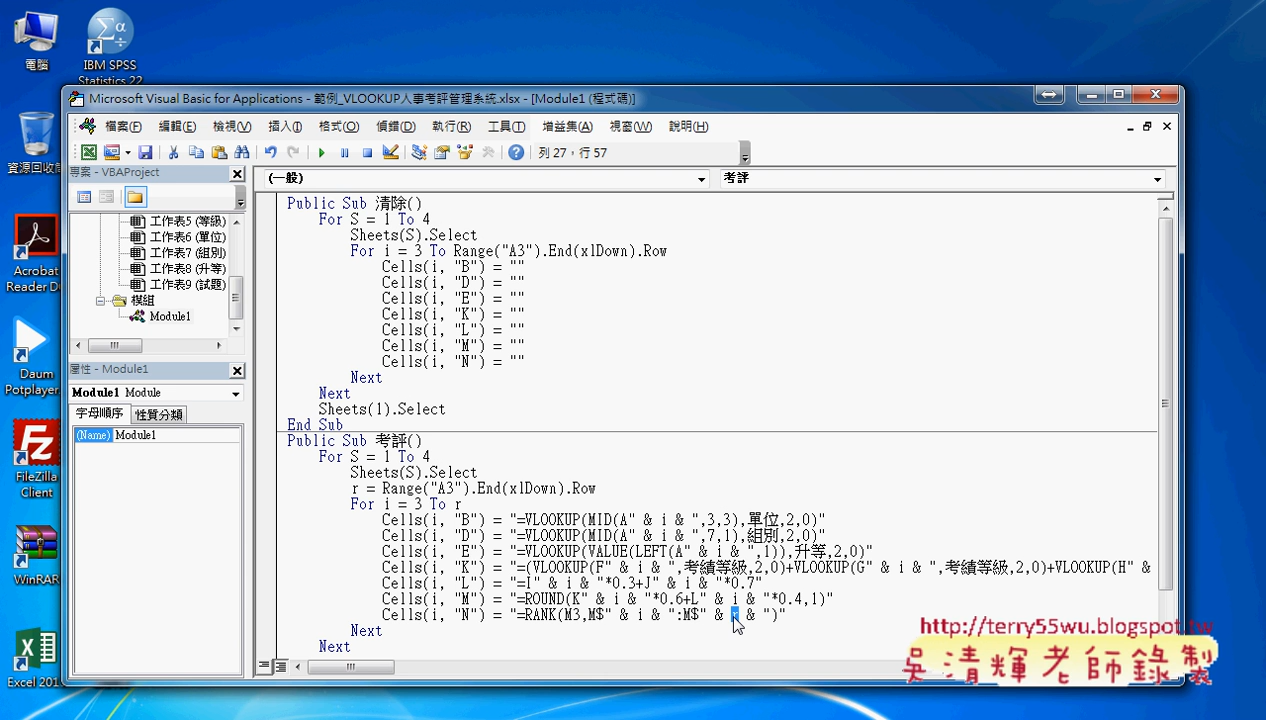 電腦
IBM SPSS
Statistics 22
資源回收筒
Acrobat
Reader D
Daum
Potplayer
FileZilla
Client
WinRAR
Excel 201
Microsoft Visual Basic for Applications - 範例_VLOOKUP人事考評管理系統.xlsx - [Module1 (程式碼)]
檔案(F) 編輯(E) 檢視(V) 插入(I) 格式(O) 偵錯(D) 執行(R) 工具(T) 增益集(A) 視窗(W) 說明(H)
列 27，行 57
專案 - VBAProject
工作表5 (等級)
工作表6 (單位)
工作表7 (組別)
工作表8 (升等)
工作表9 (試題)
模組
Module1
屬性 - Module1
Module1 Module
字母順序 性質分類
(Name) Module1
(一般) 考評
Public Sub 清除()
For S = 1 To 4
Sheets(S).Select
For i = 3 To Range("A3").End(xlDown).Row
Cells(i, "B") = ""
Cells(i, "D") = ""
Cells(i, "E") = ""
Cells(i, "K") = ""
Cells(i, "L") = ""
Cells(i, "M") = ""
Cells(i, "N") = ""
Next
Next
Sheets(1).Select
End Sub
Public Sub 考評()
For S = 1 To 4
Sheets(S).Select
r = Range("A3").End(xlDown).Row
For i = 3 To r
Cells(i, "B") = "=VLOOKUP(MID(A" & i & ",3,3),單位,2,0)"
Cells(i, "D") = "=VLOOKUP(MID(A" & i & ",7,1),組別,2,0)"
Cells(i, "E") = "=VLOOKUP(VALUE(LEFT(A" & i & ",1)),升等,2,0)"
Cells(i, "K") = "=(VLOOKUP(F" & i & ",考績等級,2,0)+VLOOKUP(G" & i & ",考績等級,2,0)+VLOOKUP(H" &
Cells(i, "L") = "=I" & i & "*0.3+J" & i & "*0.7"
Cells(i, "M") = "=ROUND(K" & i & "*0.6+L" & i & "*0.4,1)"
Cells(i, "N") = "=RANK(M3,M$" & i & ":M$" & r & ")"
Next
Next
http://terry55wu.blogspot.tw
吳清輝老師錄製